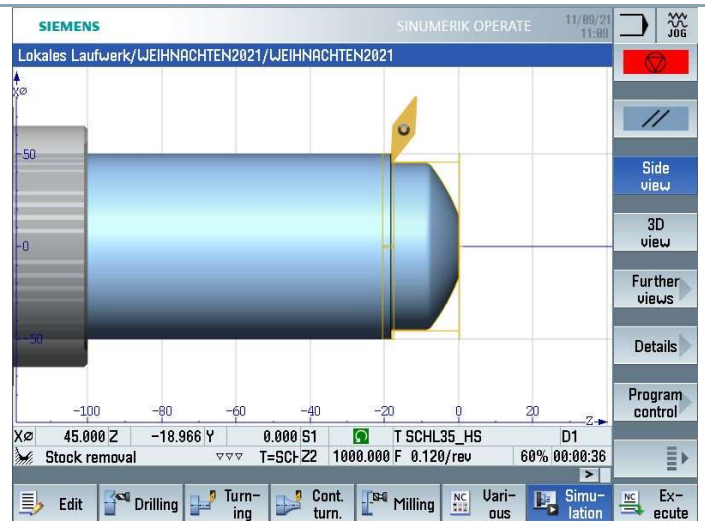 SIEMENS SINUMERIK OPERATE 11/09/21
11:09
JOG
Lokales Laufwerk/WEIHNACHTEN2021/WEIHNACHTEN2021
X⌀
50
0
-50
-100 -80 -60 -40 -20 0 20 Z
Side
view
3D
view
Further
views
Details
Program
control
X⌀ 45.000 Z -18.966 Y 0.000 S1 T SCHL35_HS D1
Stock removal ▽▽▽ T=SCH Z2 1000.000 F 0.120/rev 60% 00:00:36
>
Edit
Drilling
Turn-
ing
Cont.
turn.
Milling
NC
Vari-
ous
Simu-
lation
NC
Ex-
ecute